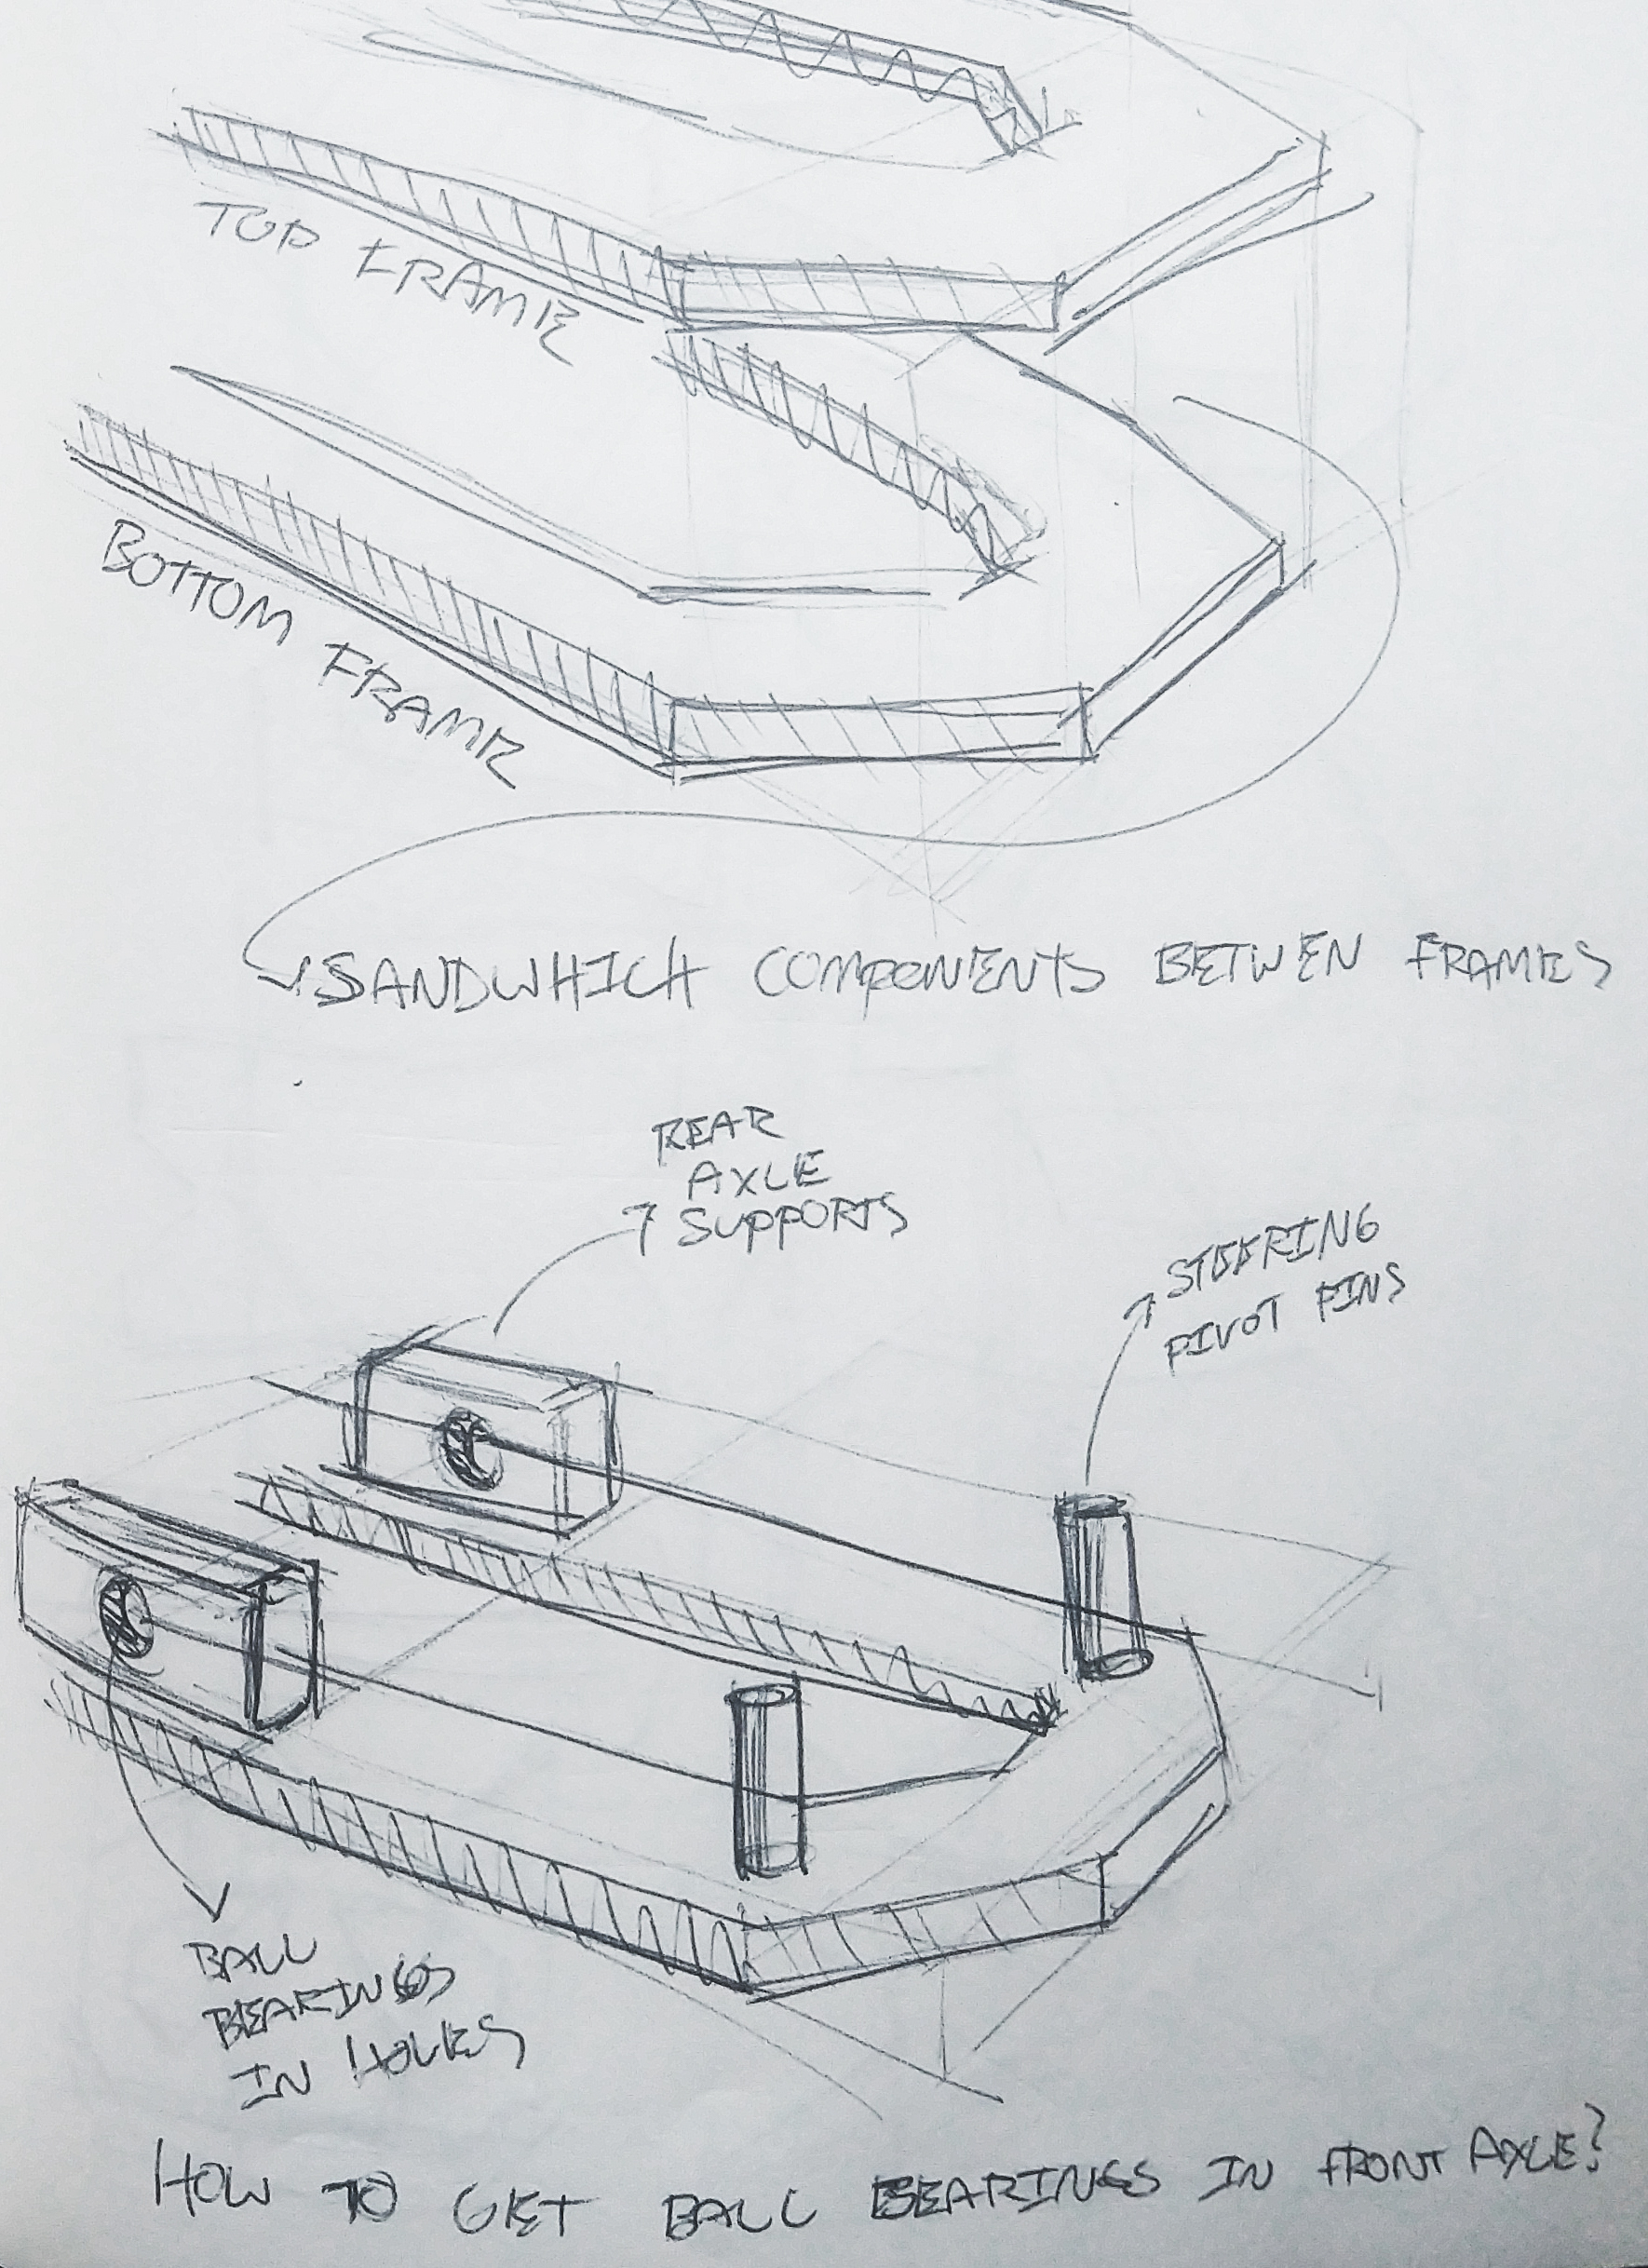 TOP FRAME
BOTTOM FRAME
SANDWHICH COMPONENTS BETWEN FRAMES
REAR
AXLE
SUPPORTS
STEERING
PIVOT PINS
BALL
BEARINGS
IN HOLES
HOW TO GET BALL BEARINGS IN FRONT AXLE?